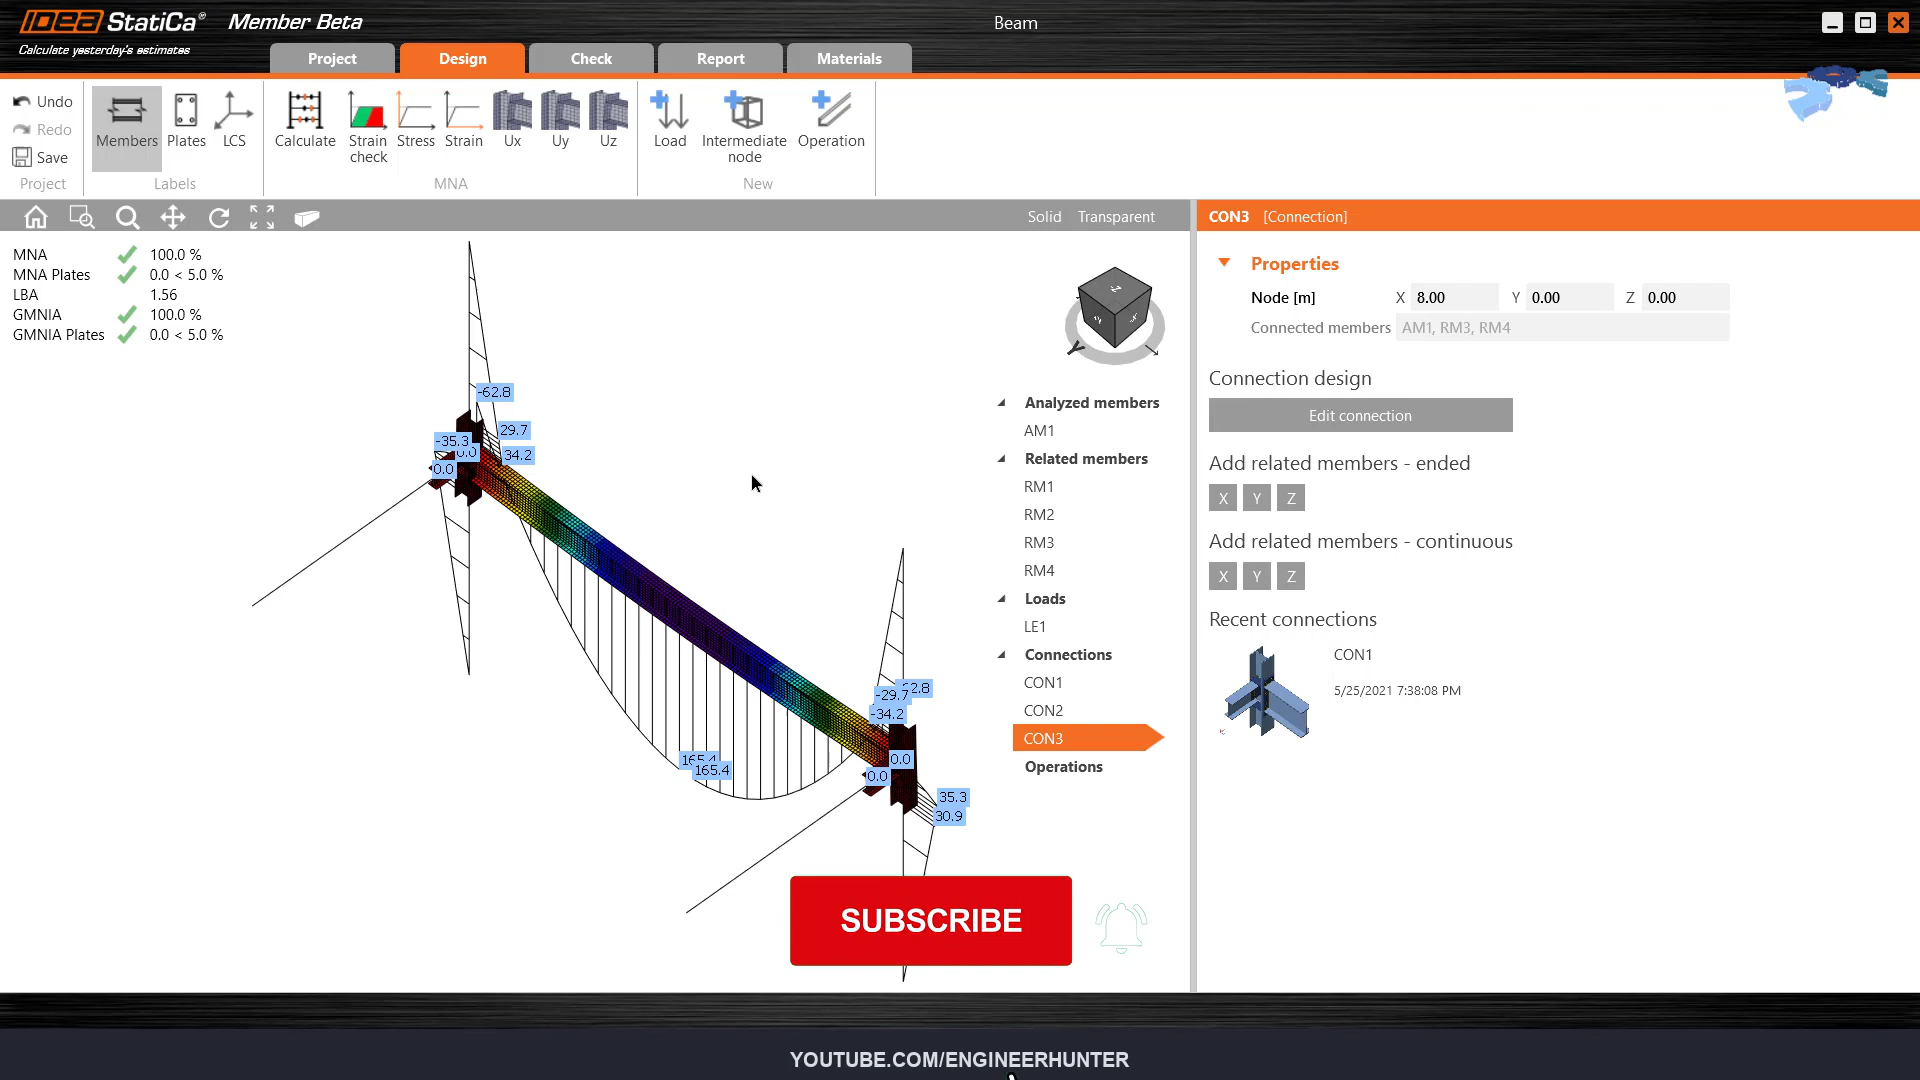 IDEA StatiCa® Member Beta
Calculate yesterday's estimates
Beam
Project
Design
Check
Report
Materials
Undo
Redo
Save
Project
Members
Plates
LCS
Labels
Calculate
Strain
check
Stress
Strain
Ux
Uy
Uz
MNA
Load
Intermediate
node
Operation
New
Solid
Transparent
MNA 100.0 %
MNA Plates 0.0 < 5.0 %
LBA 1.56
GMNIA 100.0 %
GMNIA Plates 0.0 < 5.0 %
-Z
+Y
-X
-62.8
29.7
-35.3
0.0
34.2
0.0
165.4
165.4
-29.7
-34.2
0.0
0.0
35.3
30.9
Analyzed members
AM1
Related members
RM1
RM2
RM3
RM4
Loads
LE1
Connections
CON1
CON2
CON3
Operations
CON3 [Connection]
Properties
Node [m] X 8.00 Y 0.00 Z 0.00
Connected members AM1, RM3, RM4
Connection design
Edit connection
Add related members - ended
X Y Z
Add related members - continuous
X Y Z
Recent connections
CON1
5/25/2021 7:38:08 PM
SUBSCRIBE
YOUTUBE.COM/ENGINEERHUNTER